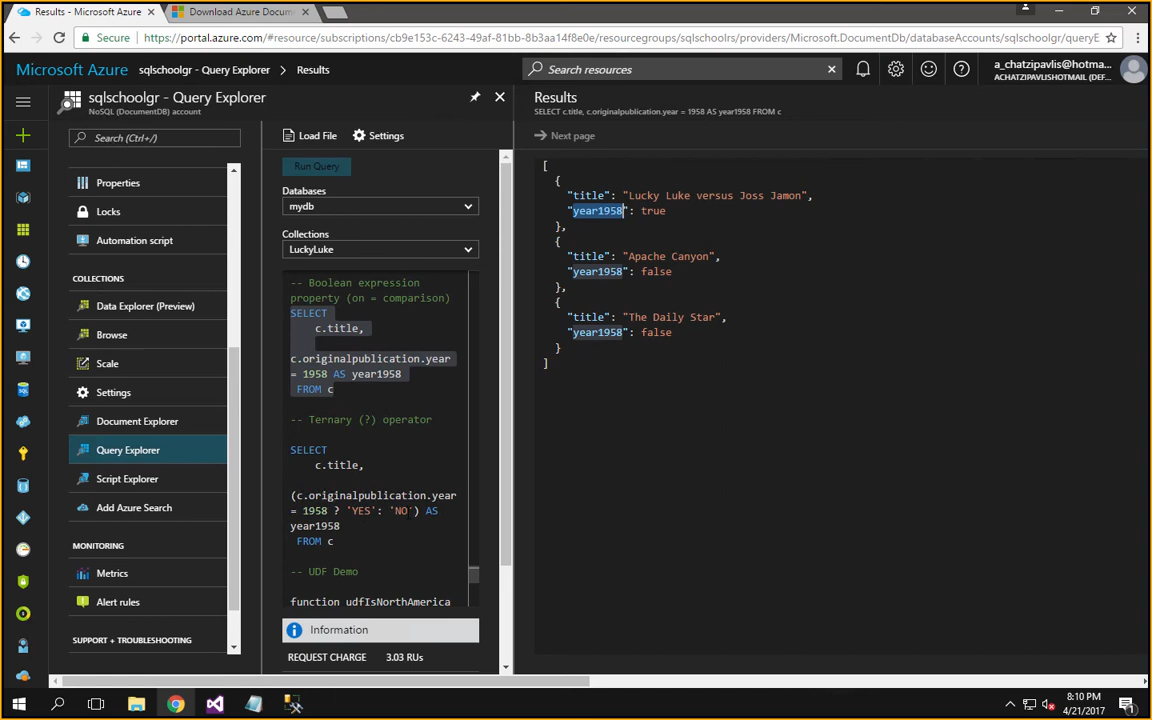 Results - Microsoft Azure
Download Azure Docum
Secure
https://portal.azure.com/#resource/subscriptions/cb9e153c-6243-49af-81bb-8b3aa14f8e0e/resourcegroups/sqlschoolrs/providers/Microsoft.DocumentDb/databaseAccounts/sqlschoolgr/queryE
Microsoft Azure
sqlschoolgr - Query Explorer
Results
Search resources
a_chatzipavlis@hotma...
ACHATZIPAVLISHOTMAIL (DEF...
sqlschoolgr - Query Explorer
NoSQL (DocumentDB) account
Search (Ctrl+/)
Properties
Locks
Automation script
COLLECTIONS
Data Explorer (Preview)
Browse
Scale
Settings
Document Explorer
Query Explorer
Script Explorer
Add Azure Search
MONITORING
Metrics
Alert rules
SUPPORT + TROUBLESHOOTING
Load File
Settings
Run Query
Databases
mydb
Collections
LuckyLuke
-- Boolean expression
property (on = comparison)
SELECT
c.title,
c.originalpublication.year
= 1958 AS year1958
FROM c
-- Ternary (?) operator
SELECT
c.title,
(c.originalpublication.year
= 1958 ? 'YES': 'NO') AS
year1958
FROM c
-- UDF Demo
function udfIsNorthAmerica
Information
REQUEST CHARGE 3.03 RUs
Results
SELECT c.title, c.originalpublication.year = 1958 AS year1958 FROM c
Next page
[
{
"title": "Lucky Luke versus Joss Jamon",
"year1958": true
},
{
"title": "Apache Canyon",
"year1958": false
},
{
"title": "The Daily Star",
"year1958": false
}
]
8:10 PM
4/21/2017
1